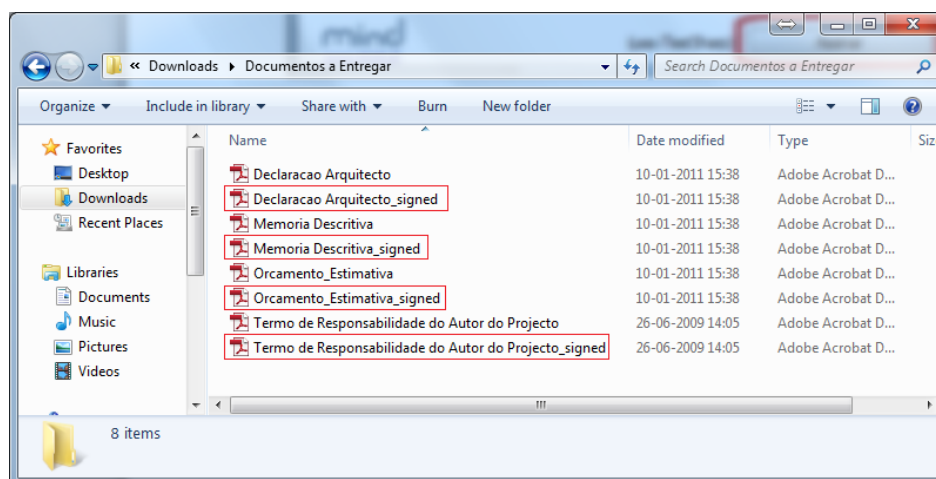 mind
« Downloads ▸ Documentos a Entregar
Search Documentos a Entregar
Organize Include in library Share with Burn New folder
Name Date modified Type Siz
Favorites
Desktop
Downloads
Recent Places
Libraries
Documents
Music
Pictures
Videos
Declaracao Arquitecto 10-01-2011 15:38 Adobe Acrobat D...
Declaracao Arquitecto_signed 10-01-2011 15:38 Adobe Acrobat D...
Memoria Descritiva 10-01-2011 15:38 Adobe Acrobat D...
Memoria Descritiva_signed 10-01-2011 15:38 Adobe Acrobat D...
Orcamento_Estimativa 10-01-2011 15:38 Adobe Acrobat D...
Orcamento_Estimativa_signed 10-01-2011 15:38 Adobe Acrobat D...
Termo de Responsabilidade do Autor do Projecto 26-06-2009 14:05 Adobe Acrobat D...
Termo de Responsabilidade do Autor do Projecto_signed 26-06-2009 14:05 Adobe Acrobat D...
8 items